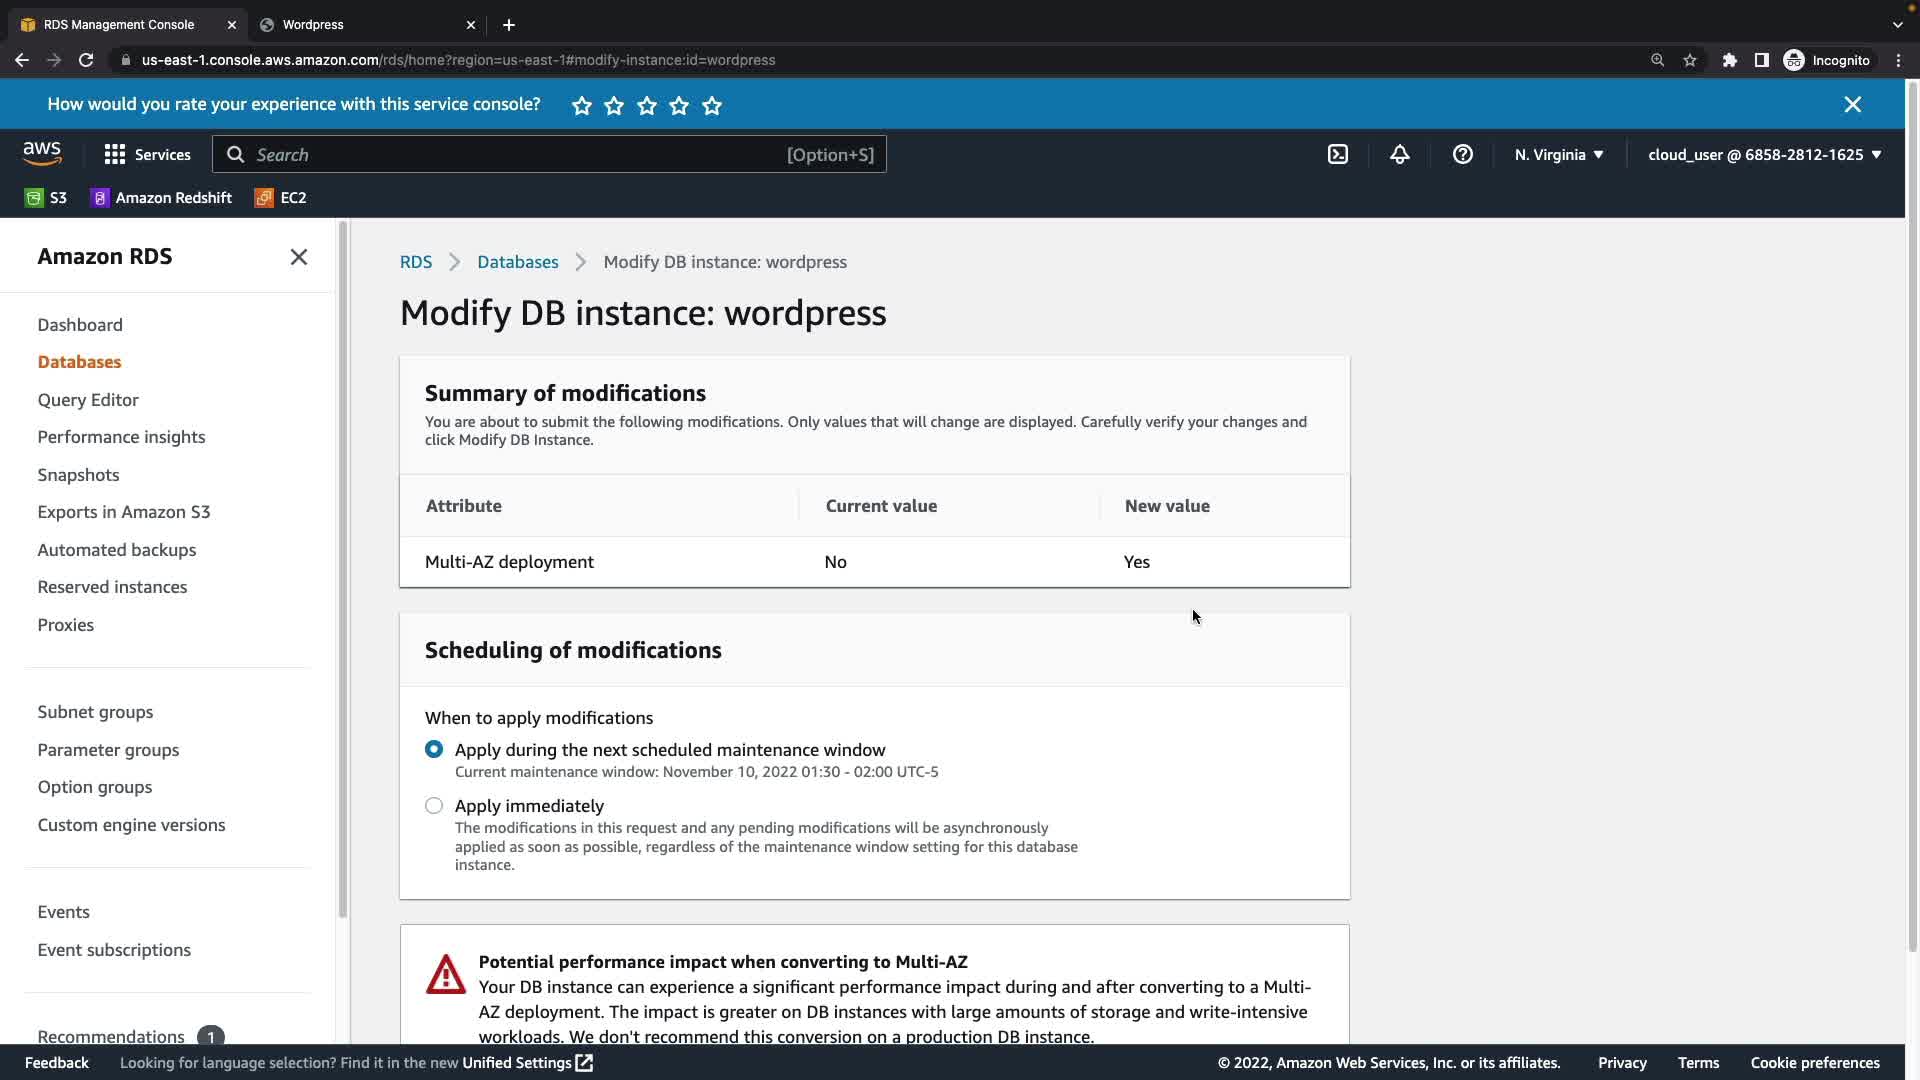 RDS Management Console
Wordpress
us-east-1.console.aws.amazon.com/rds/home?region=us-east-1#modify-instance:id=wordpress
Incognito
How would you rate your experience with this service console?
aws
Services
Search
[Option+S]
N. Virginia
cloud_user @ 6858-2812-1625
S3
Amazon Redshift
EC2
Amazon RDS
Dashboard
Databases
Query Editor
Performance insights
Snapshots
Exports in Amazon S3
Automated backups
Reserved instances
Proxies
Subnet groups
Parameter groups
Option groups
Custom engine versions
Events
Event subscriptions
Recommendations 1
RDS > Databases > Modify DB instance: wordpress
Modify DB instance: wordpress
Summary of modifications
You are about to submit the following modifications. Only values that will change are displayed. Carefully verify your changes and
click Modify DB Instance.
Attribute Current value New value
Multi-AZ deployment No Yes
Scheduling of modifications
When to apply modifications
Apply during the next scheduled maintenance window
Current maintenance window: November 10, 2022 01:30 - 02:00 UTC-5
Apply immediately
The modifications in this request and any pending modifications will be asynchronously
applied as soon as possible, regardless of the maintenance window setting for this database
instance.
Potential performance impact when converting to Multi-AZ
Your DB instance can experience a significant performance impact during and after converting to a Multi-
AZ deployment. The impact is greater on DB instances with large amounts of storage and write-intensive
workloads. We don't recommend this conversion on a production DB instance.
Feedback
Looking for language selection? Find it in the new Unified Settings
© 2022, Amazon Web Services, Inc. or its affiliates.
Privacy
Terms
Cookie preferences